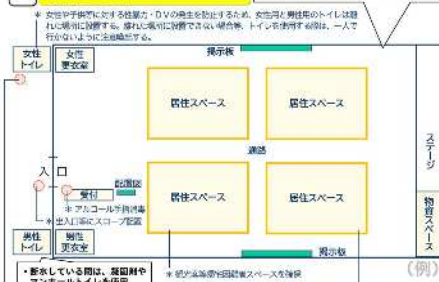 * 女性や子供等に対する性暴力・DVの発生を防止するため、女性用と男性用のトイレは離
れた場所に設置する。離れた場所に設置できない場合等、トイレを使用する際は、一人で
行かないように注意喚起する。
掲示板
女性
トイレ
女性
更衣室
居住スペース
居住スペース
ステージ
通路
入口
配置図
受付
居住スペース
居住スペース
* アルコール手指消毒
* 出入口等にスロープ設置
物資スペース
男性
トイレ
男性
更衣室
掲示板
(例)
・断水している間は、凝固剤や
マンホールトイレを使用